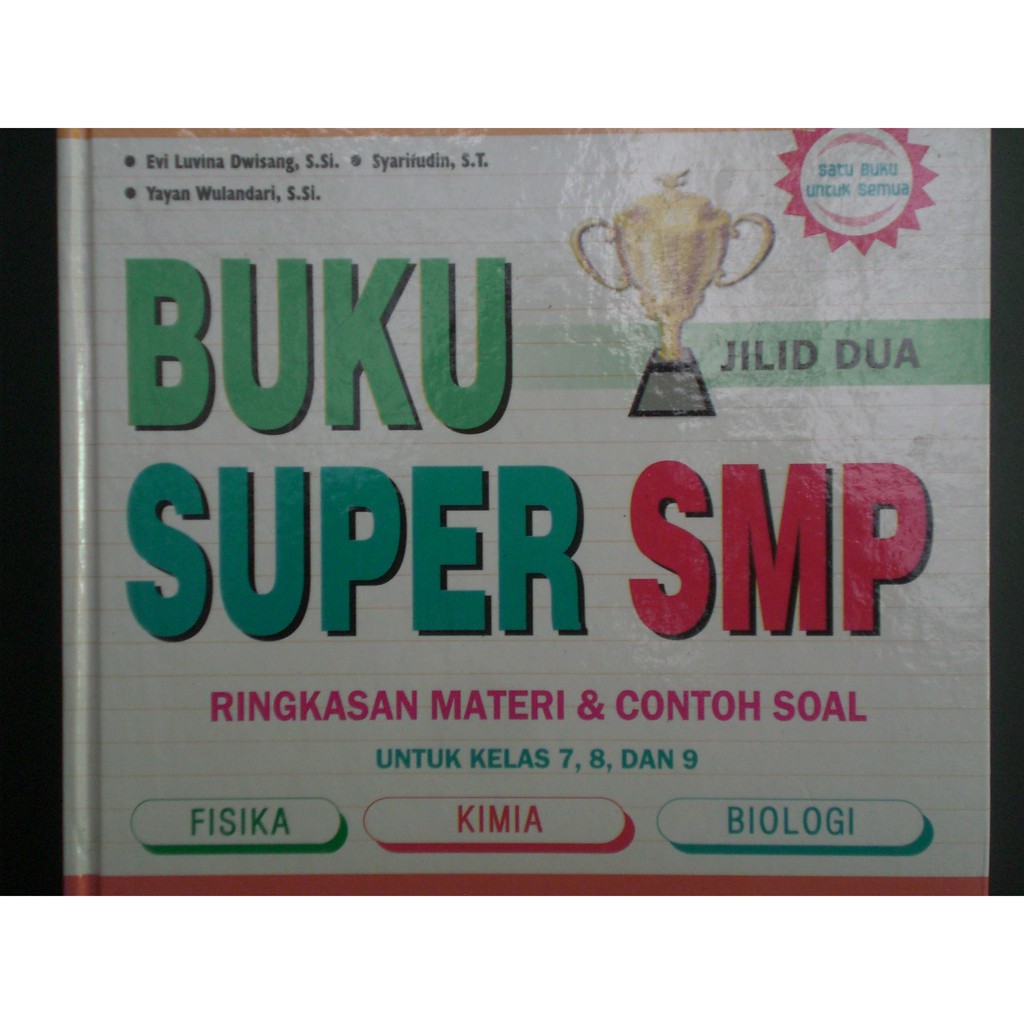 • Evi Luvina Dwisang, S.Si. • Syarifudin, S.T.
• Yayan Wulandari, S.Si.
Satu Buku
untuk Semua
BUKU
JILID DUA
SUPER SMP
RINGKASAN MATERI & CONTOH SOAL
UNTUK KELAS 7, 8, DAN 9
FISIKA KIMIA BIOLOGI